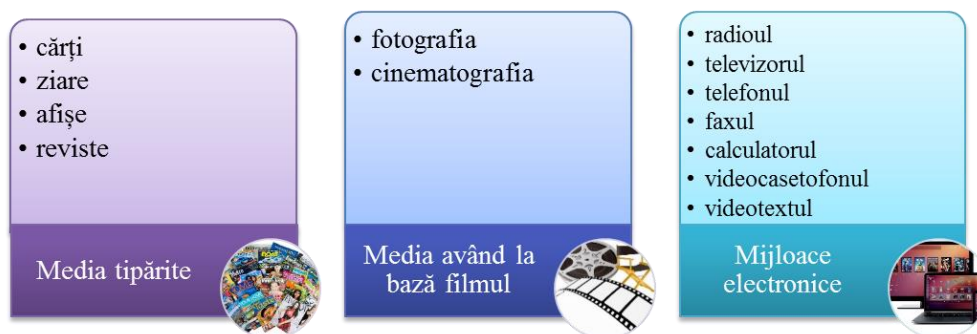 • cărți
• ziare
• afișe
• reviste
Media tipărite
• fotografia
• cinematografia
Media având la
bază filmul
• radioul
• televizorul
• telefonul
• faxul
• calculatorul
• videocasetofonul
• videotextul
Mijloace
electronice